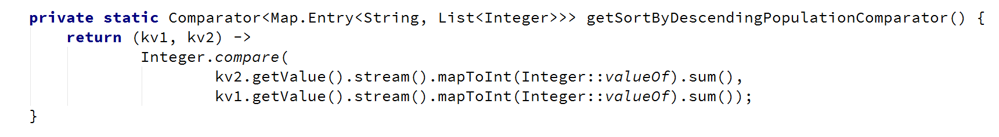 private static Comparator<Map.Entry<String, List<Integer>>> getSortByDescendingPopulationComparator() {
    return (kv1, kv2) ->
            Integer.compare(
                    kv2.getValue().stream().mapToInt(Integer::valueOf).sum(),
                    kv1.getValue().stream().mapToInt(Integer::valueOf).sum());
}